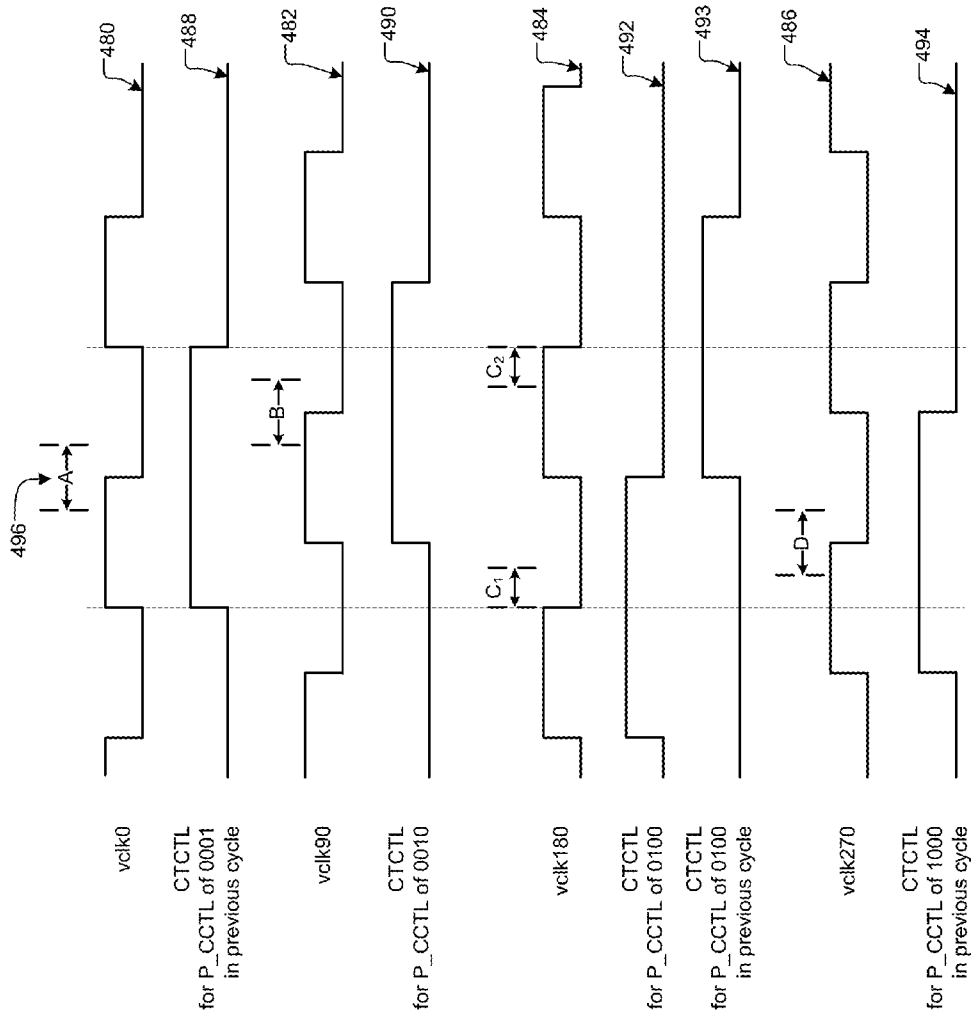 496
A
480
vclk0
488
CTCTL
for P_CCTL of 0001
in previous cycle
B
482
vclk90
490
CTCTL
for P_CCTL of 0010
C1
C2
484
vclk180
492
CTCTL
for P_CCTL of 0100
493
CTCTL
for P_CCTL of 0100
in previous cycle
D
486
vclk270
494
CTCTL
for P_CCTL of 1000
in previous cycle